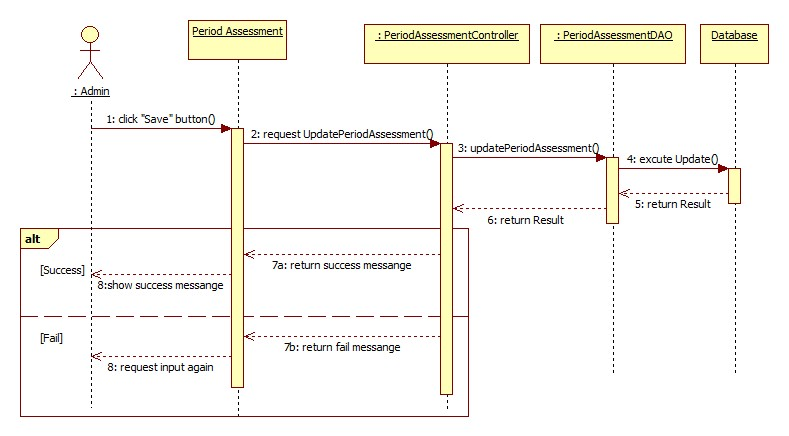 Period Assessment
: PeriodAssessmentController
: PeriodAssessmentDAO
Database
: Admin
1: click "Save" button()
2: request UpdatePeriodAssessment()
3: updatePeriodAssessment()
4: excute Update()
5: return Result
6: return Result
alt
7a: return success messange
[Success]
8:show success messange
[Fail]
7b: return fail messange
8: request input again